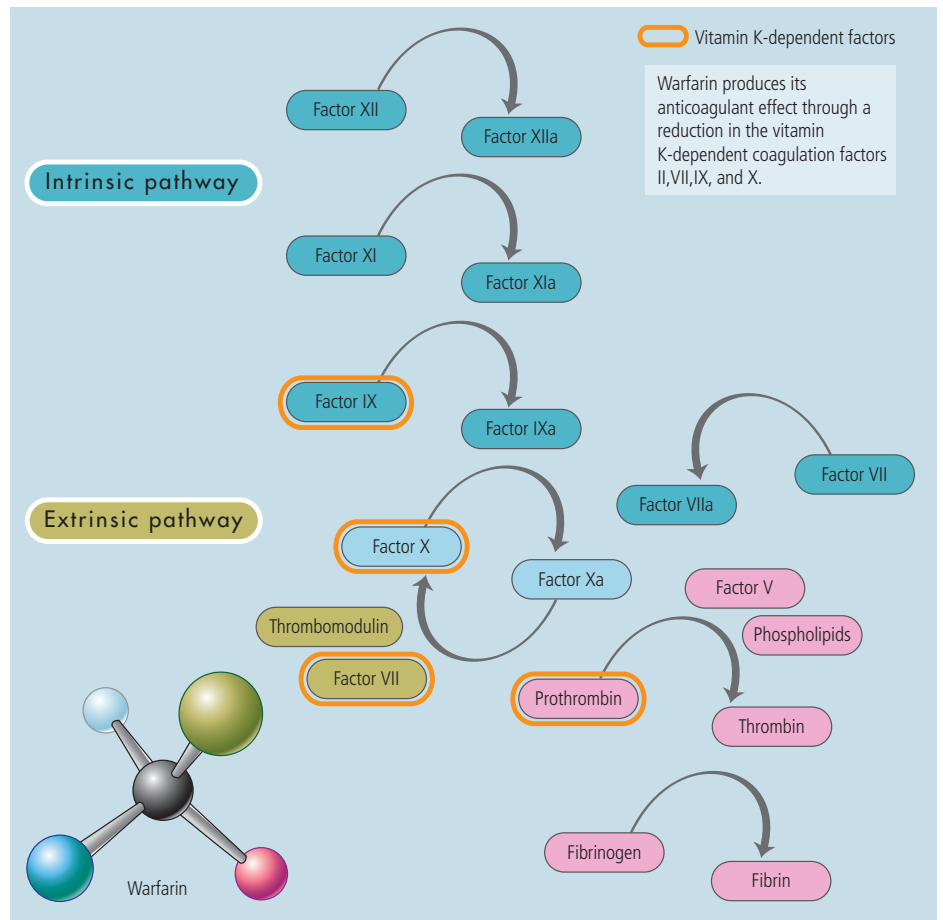 Vitamin K-dependent factors
Warfarin produces its
anticoagulant effect through a
reduction in the vitamin
K-dependent coagulation factors
II,VII,IX, and X.
Factor XII
Factor XIIa
Intrinsic pathway
Factor XI
Factor XIa
Factor IX
Factor IXa
Factor VII
Factor VIIa
Extrinsic pathway
Factor X
Factor Xa
Factor V
Thrombomodulin
Phospholipids
Factor VII
Prothrombin
Thrombin
Fibrinogen
Fibrin
Warfarin